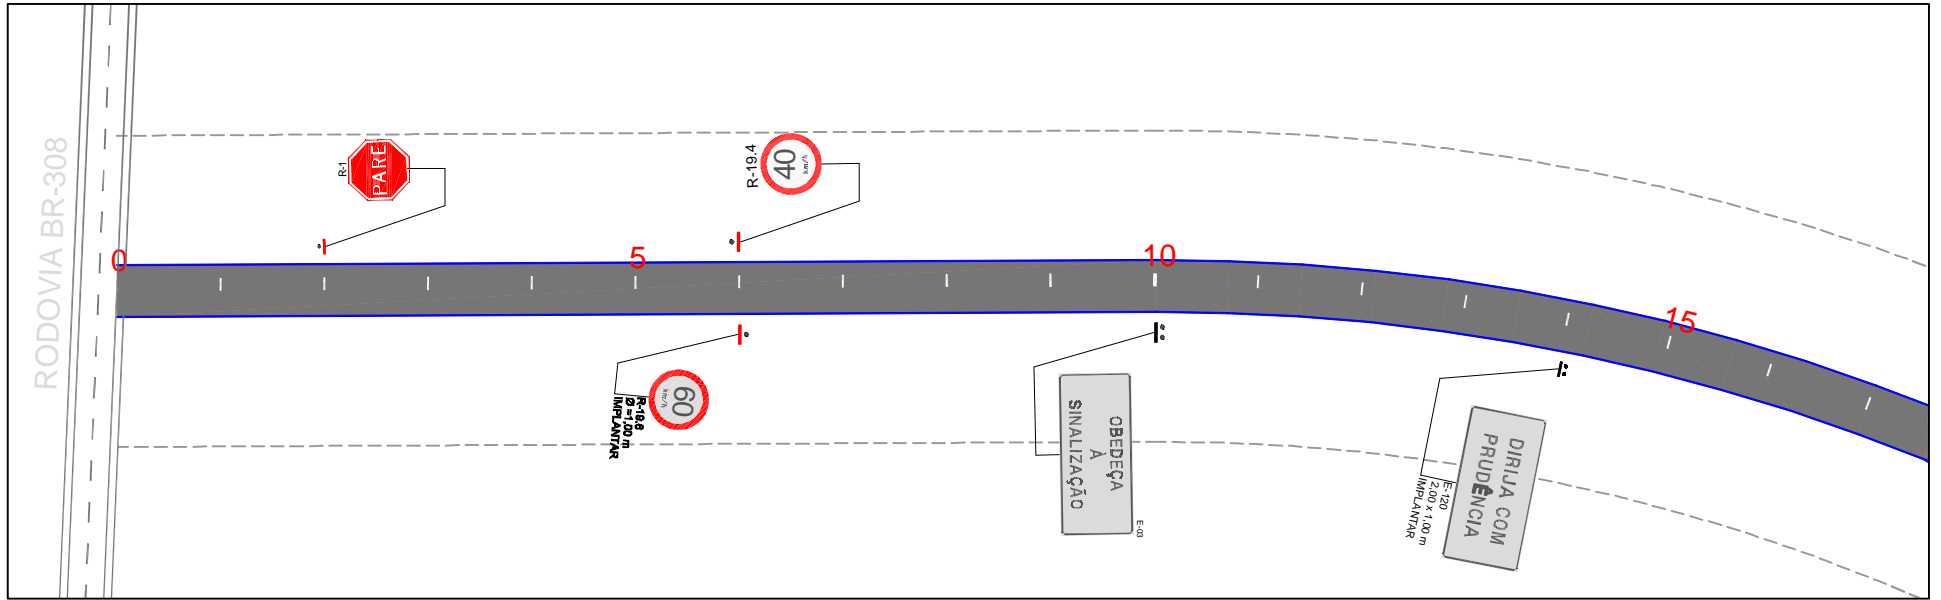 RODOVIA BR-308
R-1
PARE
R-19.4
40
km/h
0
5
10
15
60
km/h
R-19.6
Ø =1,00 m
IMPLANTAR
OBEDEÇA
À
SINALIZAÇÃO
E-03
DIRIJA COM
PRUDÊNCIA
E-120
2,00 x 1,00 m
IMPLANTAR